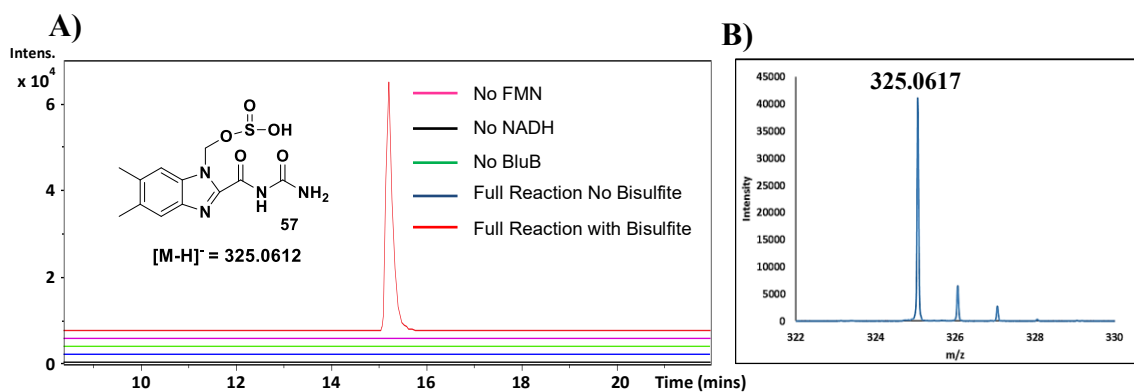 A)
Intens.
x 10⁴
6
4
2
0
10
12
14
16
18
20
Time (mins)
O
S
OH
O
O
O
N
N
N
H
NH₂
57
[M-H]⁻ = 325.0612
No FMN
No NADH
No BluB
Full Reaction No Bisulfite
Full Reaction with Bisulfite
B)
325.0617
Intensity
45000
40000
35000
30000
25000
20000
15000
10000
5000
0
322
324
326
328
330
m/z